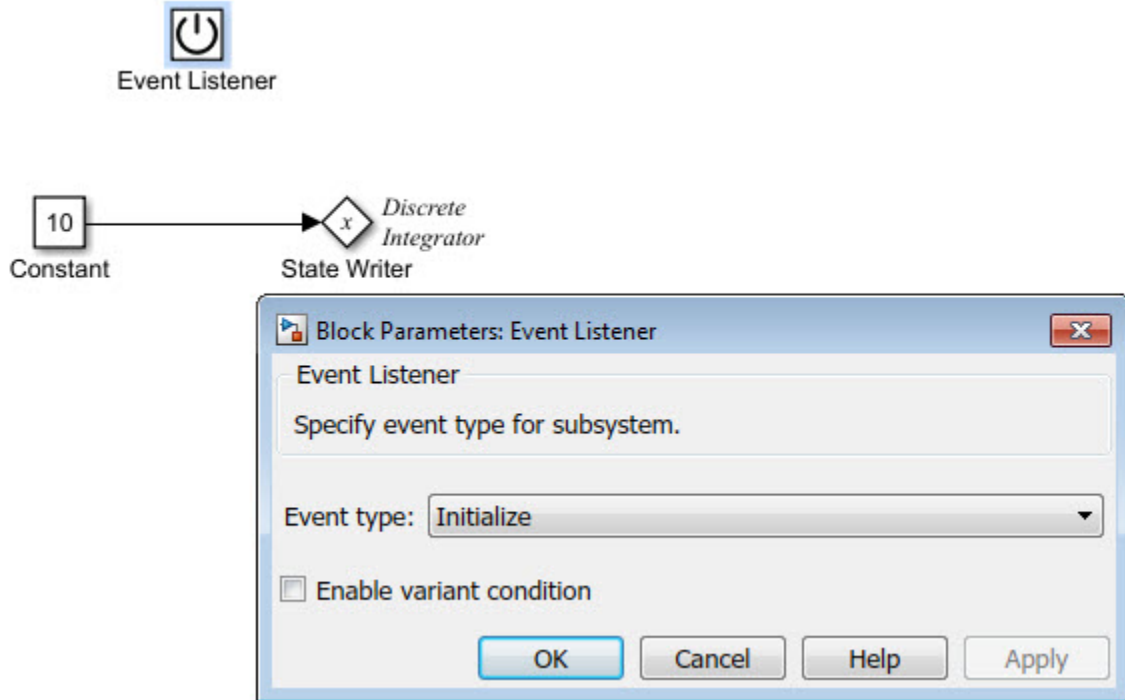 Event Listener
10
x
Discrete
Integrator
Constant
State Writer
Block Parameters: Event Listener
Event Listener
Specify event type for subsystem.
Event type: Initialize
Enable variant condition
OK Cancel Help Apply